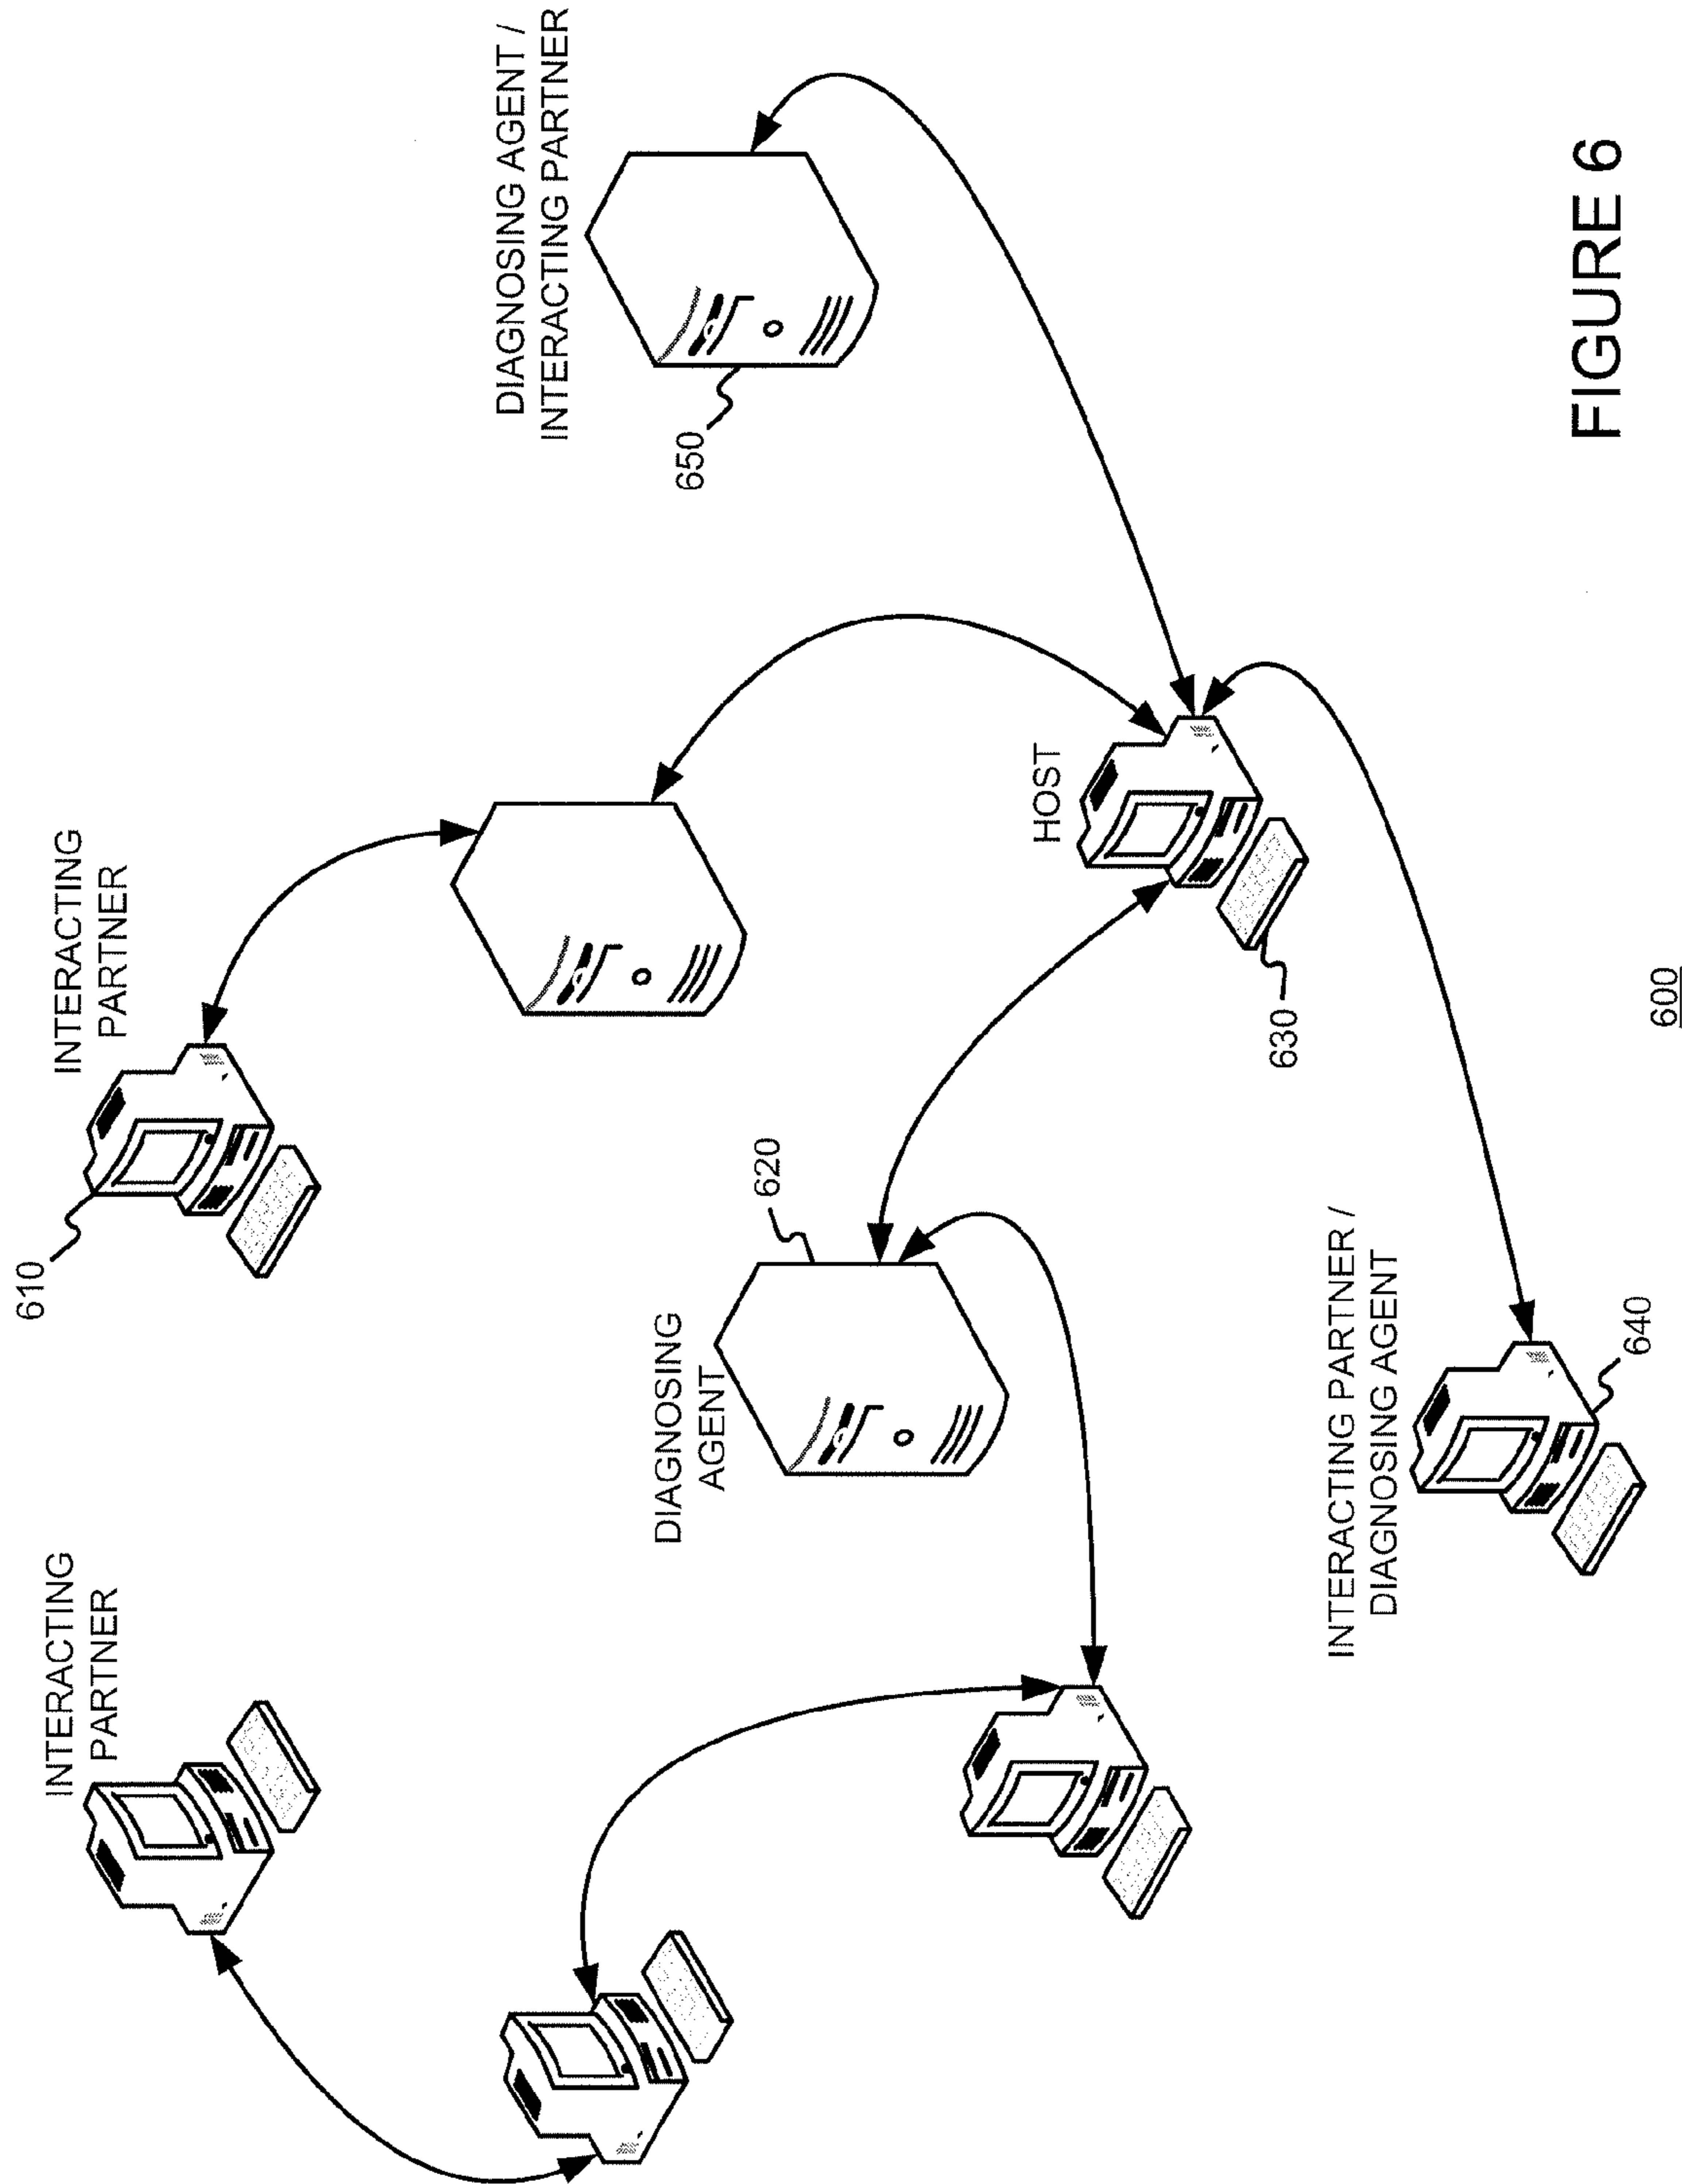 INTERACTING
PARTNER
INTERACTING
PARTNER
610
DIAGNOSING AGENT /
INTERACTING PARTNER
650
DIAGNOSING
AGENT
620
HOST
630
INTERACTING PARTNER /
DIAGNOSING AGENT
640
600
FIGURE 6